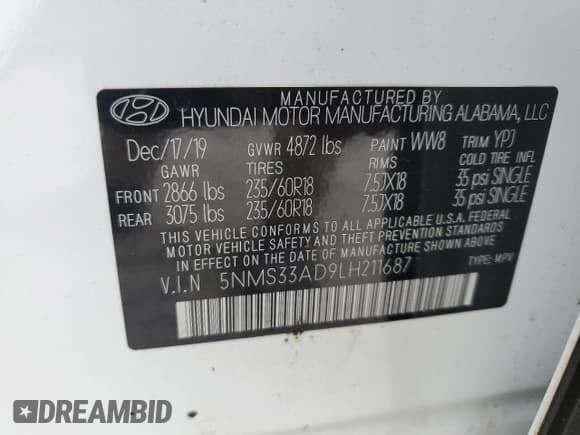 MANUFACTURED BY
HYUNDAI MOTOR MANUFACTURING ALABAMA, LLC
Dec/17/19 GVWR 4872 lbs PAINT WW8 TRIM YPJ
GAWR TIRES RIMS COLD TIRE INFL
FRONT 2866 lbs 235/60R18 7.5JX18 35 psi SINGLE
REAR 3075 lbs 235/60R18 7.5JX18 35 psi SINGLE
THIS VEHICLE CONFORMS TO ALL APPLICABLE U.S.A. FEDERAL
MOTOR VEHICLE SAFETY AND THEFT PREVENTION STANDARDS
IN EFFECT ON THE DATE OF MANUFACTURE SHOWN ABOVE.
V.I.N 5NMS33AD9LH211687 TYPE: MPV
DREAMBID